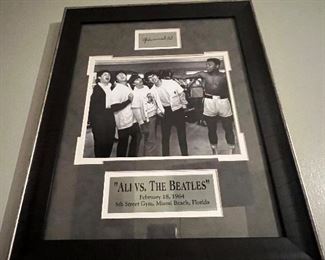 "ALI VS. THE BEATLES"
February 18, 1964
5th Street Gym, Miami Beach, Florida